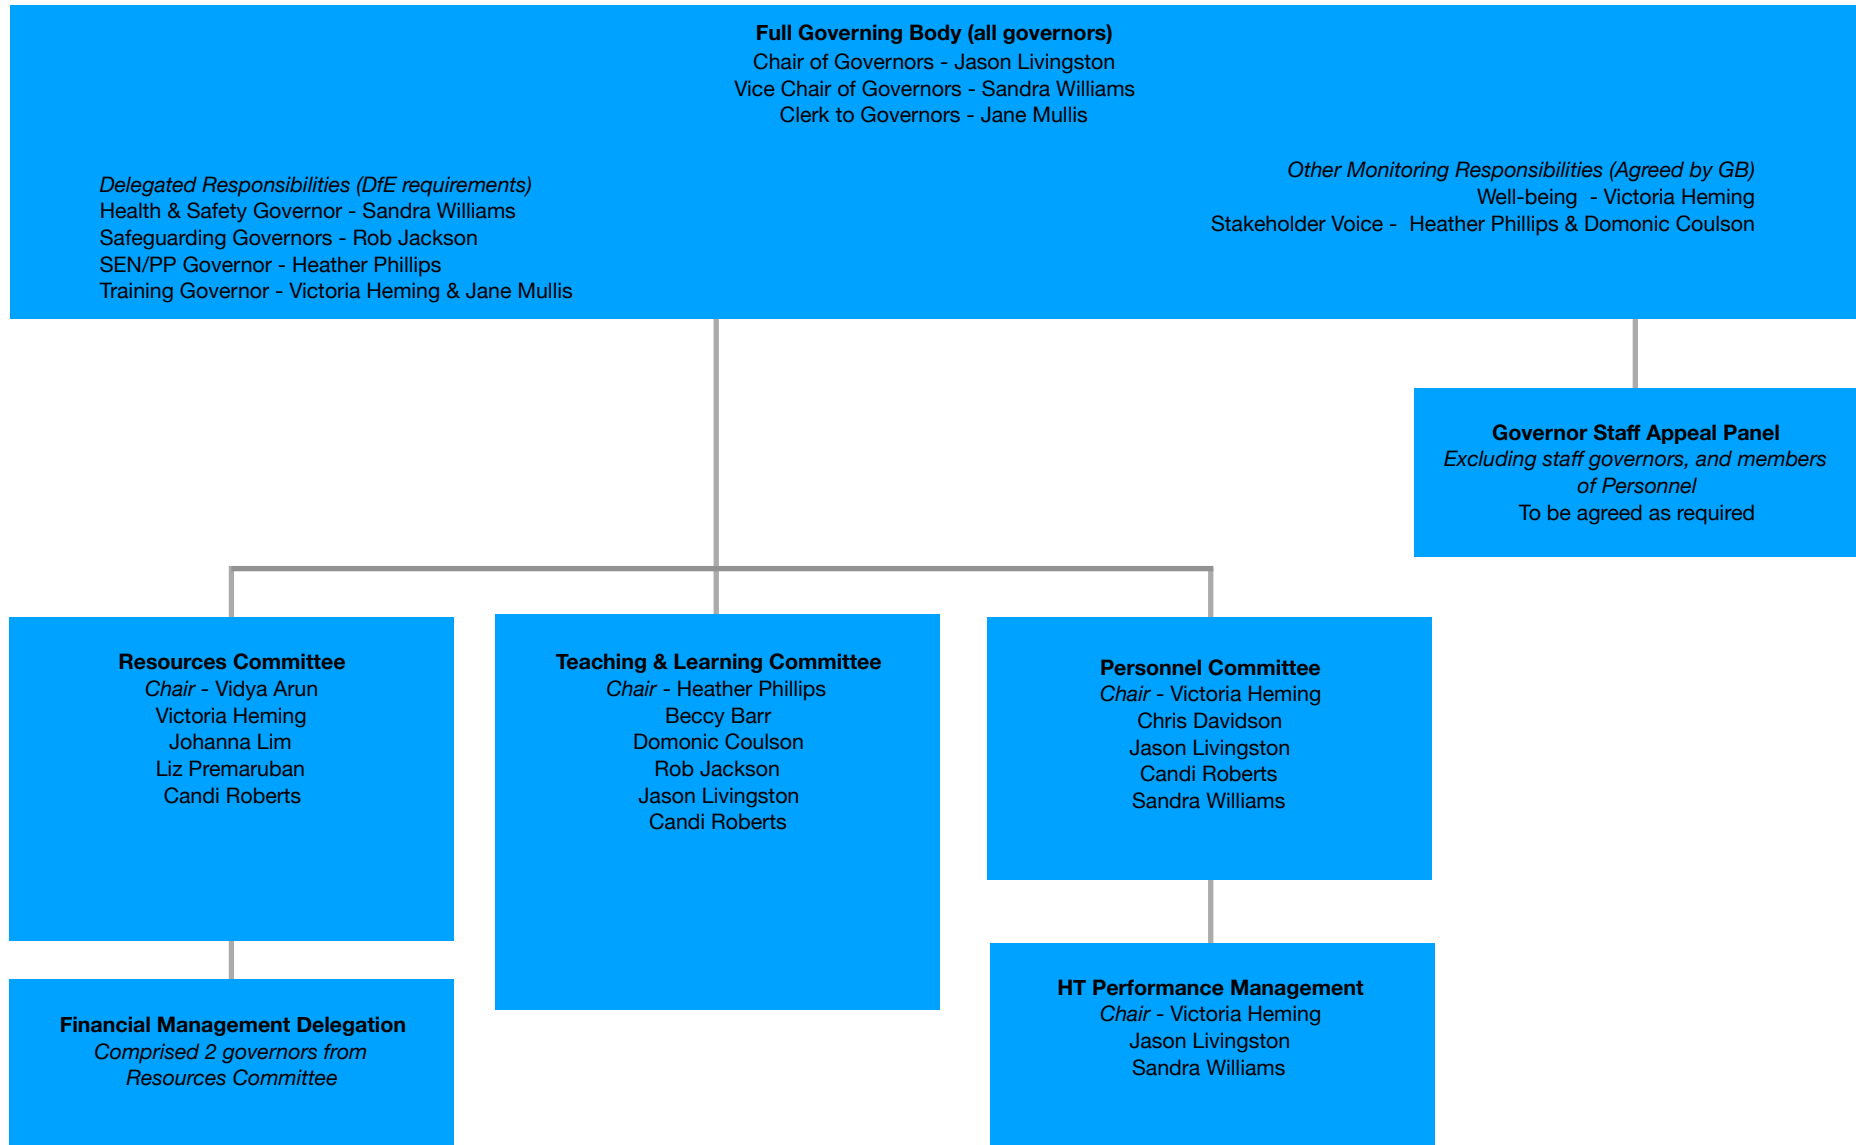 Full Governing Body (all governors)
Chair of Governors - Jason Livingston
Vice Chair of Governors - Sandra Williams
Clerk to Governors - Jane Mullis
Delegated Responsibilities (DfE requirements)
Health & Safety Governor - Sandra Williams
Safeguarding Governors - Rob Jackson
SEN/PP Governor - Heather Phillips
Training Governor - Victoria Heming & Jane Mullis
Other Monitoring Responsibilities (Agreed by GB)
Well-being - Victoria Heming
Stakeholder Voice - Heather Phillips & Domonic Coulson
Governor Staff Appeal Panel
Excluding staff governors, and members
of Personnel
To be agreed as required
Resources Committee
Chair - Vidya Arun
Victoria Heming
Johanna Lim
Liz Premaruban
Candi Roberts
Teaching & Learning Committee
Chair - Heather Phillips
Beccy Barr
Domonic Coulson
Rob Jackson
Jason Livingston
Candi Roberts
Personnel Committee
Chair - Victoria Heming
Chris Davidson
Jason Livingston
Candi Roberts
Sandra Williams
Financial Management Delegation
Comprised 2 governors from
Resources Committee
HT Performance Management
Chair - Victoria Heming
Jason Livingston
Sandra Williams